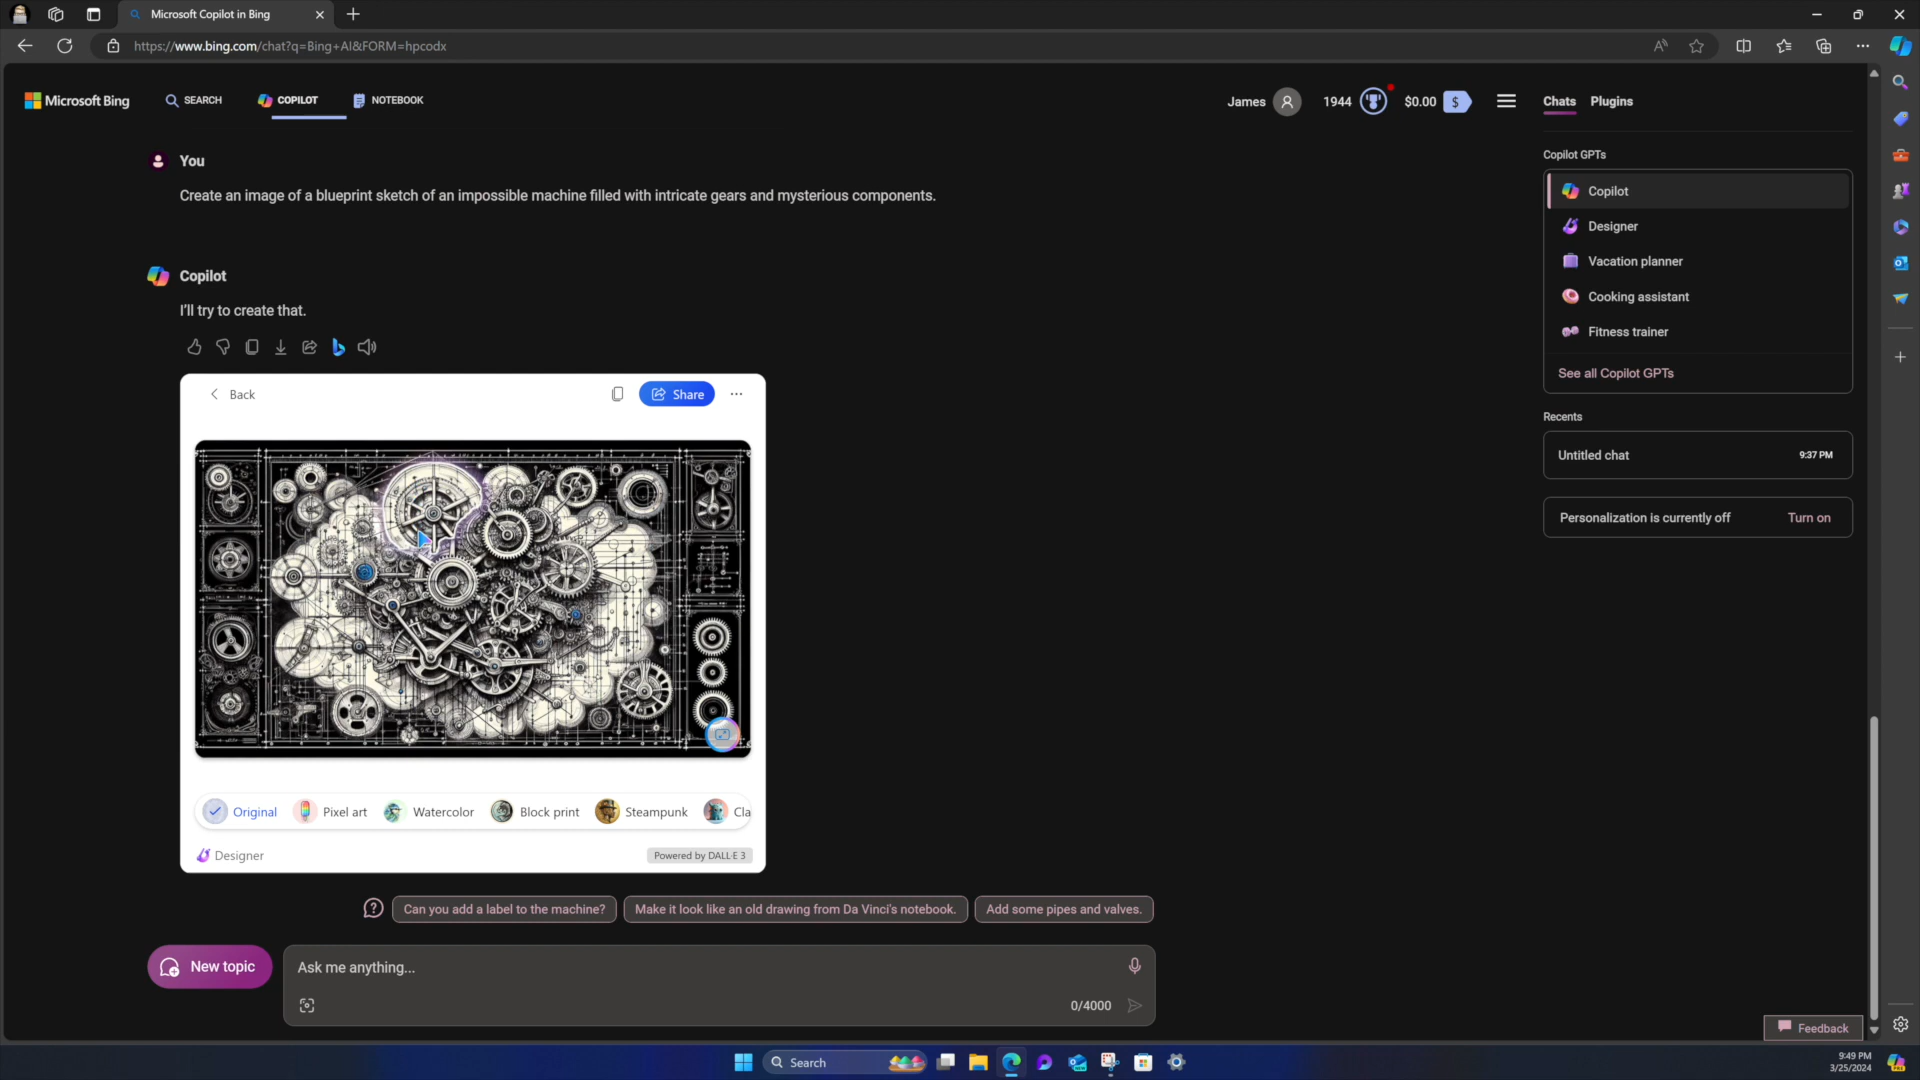 Microsoft Copilot in Bing
https://www.bing.com/chat?q=Bing+AI&FORM=hpcodx
Microsoft Bing
SEARCH
COPILOT
NOTEBOOK
James
1944
$0.00
$
Chats
Plugins
You
Create an image of a blueprint sketch of an impossible machine filled with intricate gears and mysterious components.
Copilot
I'll try to create that.
Back
Share
Original
Pixel art
Watercolor
Block print
Steampunk
Cla
Designer
Powered by DALL·E 3
Can you add a label to the machine?
Make it look like an old drawing from Da Vinci's notebook.
Add some pipes and valves.
New topic
Ask me anything...
0/4000
Copilot GPTs
Copilot
Designer
Vacation planner
Cooking assistant
Fitness trainer
See all Copilot GPTs
Recents
Untitled chat
9:37 PM
Personalization is currently off
Turn on
Feedback
Search
9:49 PM
3/25/2024